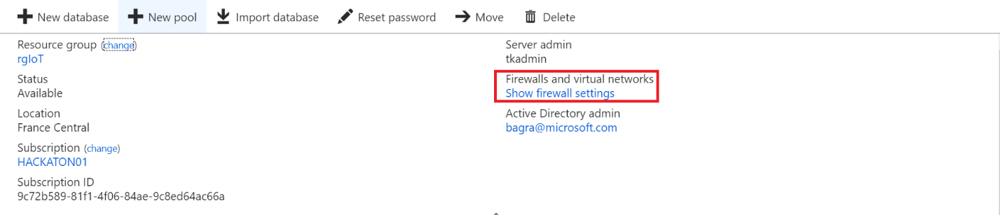 New database New pool Import database Reset password Move Delete
Resource group (change)
rgIoT
Status
Available
Location
France Central
Subscription (change)
HACKATON01
Subscription ID
9c72b589-81f1-4f06-84ae-9c8ed64ac66a
Server admin
tkadmin
Firewalls and virtual networks
Show firewall settings
Active Directory admin
bagra@microsoft.com